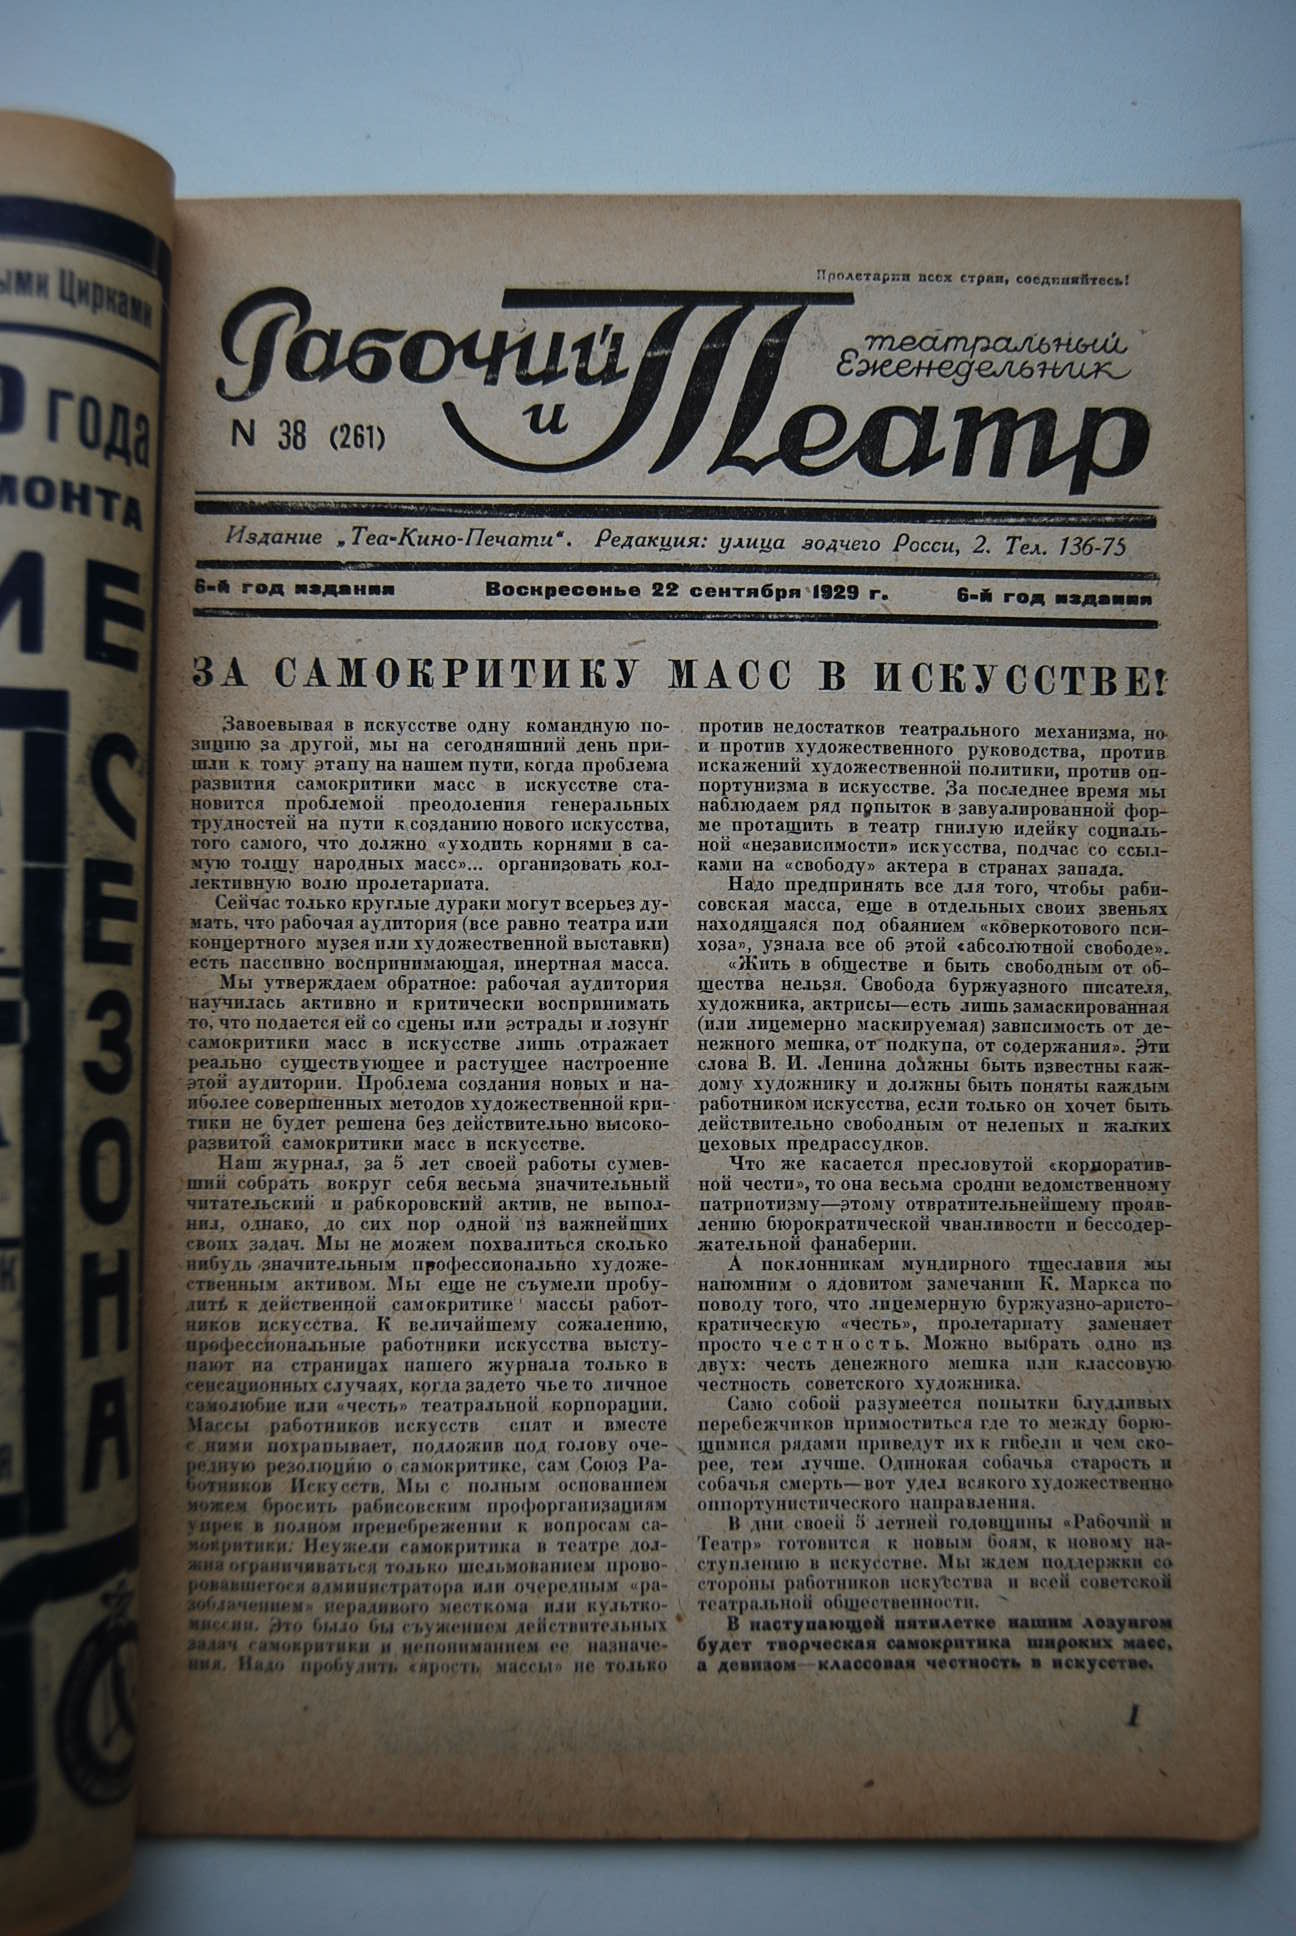 ыми Цирками
года
монта
ИЕ
СЕЗОНА
Пролетарии всех стран, соединяйтесь!
Рабочий и Театр
театральный
Еженедельник
N 38 (261)
Издание „Теа-Кино-Печати“. Редакция: улица зодчего Росси, 2. Тел. 136-75
6-й год издания Воскресенье 22 сентября 1929 г. 6-й год издания
ЗА САМОКРИТИКУ МАСС В ИСКУССТВЕ!
Завоевывая в искусстве одну командную по-
зицию за другой, мы на сегодняшний день при-
шли к тому этапу на нашем пути, когда проблема
развития самокритики масс в искусстве ста-
новится проблемой преодоления генеральных
трудностей на пути к созданию нового искусства,
того самого, что должно «уходить корнями в са-
мую толщу народных масс»... организовать кол-
лективную волю пролетариата.
Сейчас только круглые дураки могут всерьез ду-
мать, что рабочая аудитория (все равно театра или
концертного музея или художественной выставки)
есть пассивно воспринимающая, инертная масса.
Мы утверждаем обратное: рабочая аудитория
научилась активно и критически воспринимать
то, что подается ей со сцены или эстрады и лозунг
самокритики масс в искусстве лишь отражает
реально существующее и растущее настроение
этой аудитории. Проблема создания новых и на-
иболее совершенных методов художественной кри-
тики не будет решена без действительно высоко-
развитой самокритики масс в искусстве.
Наш журнал, за 5 лет своей работы сумев-
ший собрать вокруг себя весьма значительный
читательский и рабкоровский актив, не выпол-
нил, однако, до сих пор одной из важнейших
своих задач. Мы не можем похвалиться сколько
нибудь значительным профессионально художе-
ственным активом. Мы еще не съумели пробу-
дить к действенной самокритике массы работ-
ников искусства. К величайшему сожалению,
профессиональные работники искусства высту-
пают на страницах нашего журнала только в
сенсационных случаях, когда задето чье то личное
самолюбие или «честь» театральной корпорации.
Массы работников искусств спят и вместе
с ними похрапывает, подложив под голову оче-
редную резолюцию о самокритике, сам Союз Ра-
ботников Искусств. Мы с полным основанием
можем бросить рабисовским профорганизациям
упрек в полном пренебрежении к вопросам са-
мокритики. Неужели самокритика в театре дол-
жна ограничиваться только шельмованием прово-
ровавшегося администратора или очередным «ра-
зоблачением» нерадивого месткома или культко-
миссии. Это было бы съужением действительных
задач самокритики и непониманием ее назначе-
ния. Надо пробудить «ярость массы» не только
против недостатков театрального механизма, но
и против художественного руководства, против
искажений художественной политики, против оп-
портунизма в искусстве. За последнее время мы
наблюдаем ряд попыток в завуалированной фор-
ме протащить в театр гнилую идейку социаль-
ной «независимости» искусства, подчас со ссыл-
ками на «свободу» актера в странах запада.
Надо предпринять все для того, чтобы раби-
совская масса, еще в отдельных своих звеньях
находящаяся под обаянием «коверкотового пси-
хоза», узнала все об этой «абсолютной свободе».
«Жить в обществе и быть свободным от об-
щества нельзя. Свобода буржуазного писателя,
художника, актрисы—есть лишь замаскированная
(или лицемерно маскируемая) зависимость от де-
нежного мешка, от подкупа, от содержания». Эти
слова В. И. Ленина должны быть известны каж-
дому художнику и должны быть поняты каждым
работником искусства, если только он хочет быть
действительно свободным от нелепых и жалких
цеховых предрассудков.
Что же касается пресловутой «корпоратив-
ной чести», то она весьма сродни ведомственному
патриотизму—этому отвратительнейшему прояв-
лению бюрократической чванливости и бессодер-
жательной фанаберии.
А поклонникам мундирного тщеславия мы
напомним о ядовитом замечании К. Маркса по
поводу того, что лицемерную буржуазно-аристо-
кратическую «честь», пролетариату заменяет
просто честность. Можно выбрать одно из
двух: честь денежного мешка или классовую
честность советского художника.
Само собой разумеется попытки блудливых
перебежчиков примоститься где то между борю-
щимися рядами приведут их к гибели и чем ско-
рее, тем лучше. Одинокая собачья старость и
собачья смерть—вот удел всякого художественно
оппортунистического направления.
В дни своей 5 летней годовщины «Рабочий и
Театр» готовится к новым боям, к новому на-
ступлению в искусстве. Мы ждем поддержки со
стороны работников искусства и всей советской
театральной общественности.
В наступающей пятилетке нашим лозунгом
будет творческая самокритика широких масс,
а девизом—классовая честность в искусстве.
1